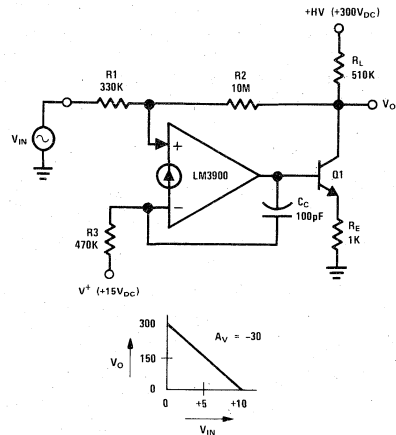 +HV (+300VDC)
RL
510K
R1
330K
R2
10M
VO
VIN
+
LM3900
Q1
−
CC
100pF
R3
470K
RE
1K
V+ (+15VDC)
300
AV = −30
VO
150
0
0
+5
+10
VIN